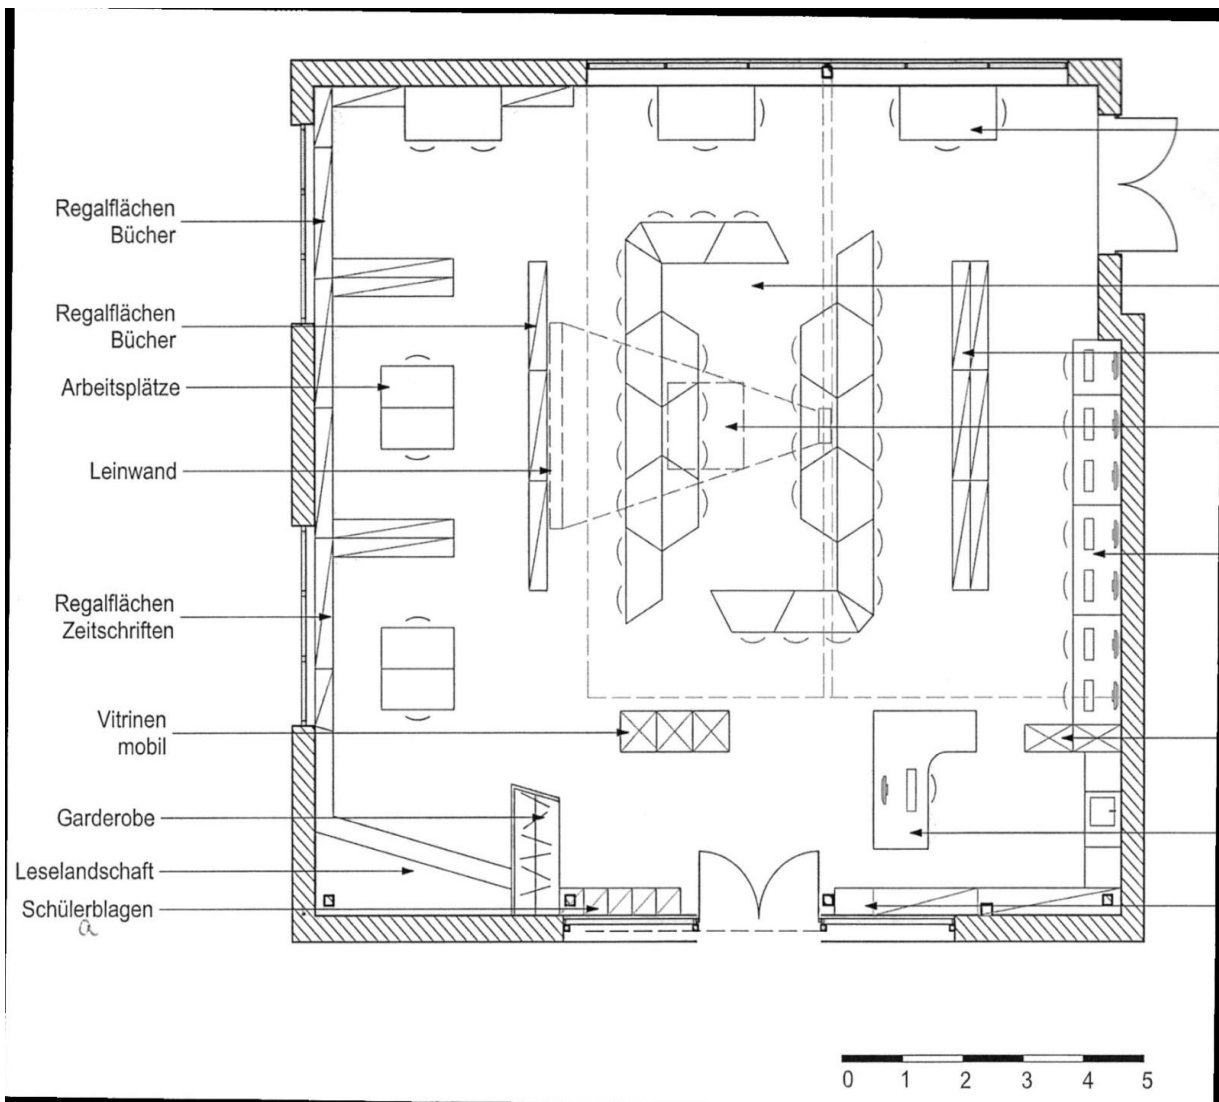 Regalflächen
Bücher
Regalflächen
Bücher
Arbeitsplätze
Leinwand
Regalflächen
Zeitschriften
Vitrinen
mobil
Garderobe
Leselandschaft
Schülerblagen
a
0 1 2 3 4 5